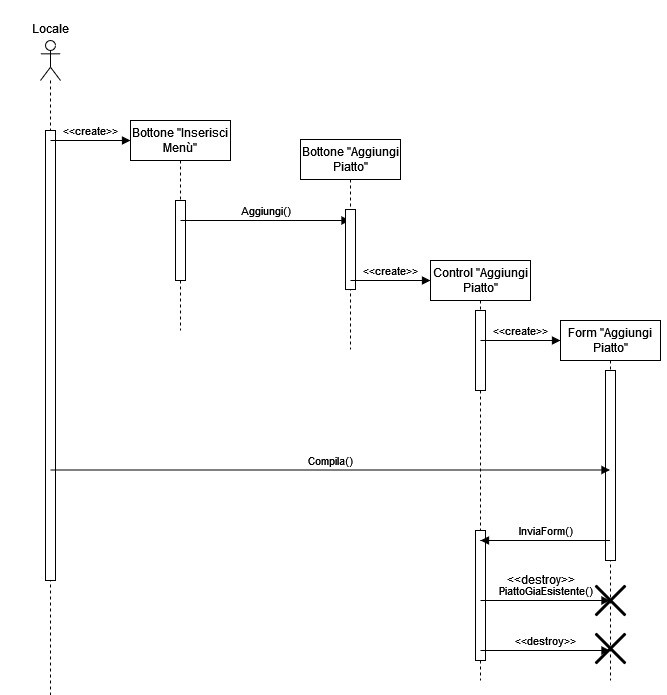 Locale
<<create>>
Bottone "Inserisci
Menù"
Bottone "Aggiungi
Piatto"
Aggiungi()
<<create>>
Control "Aggiungi
Piatto"
<<create>>
Form "Aggiungi
Piatto"
Compila()
InviaForm()
<<destroy>>
PiattoGiaEsistente()
<<destroy>>